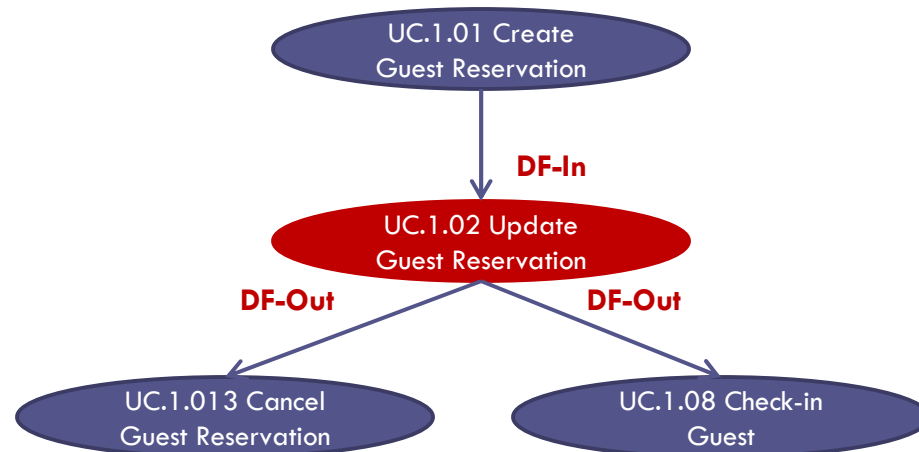 UC.1.01 Create
Guest Reservation
DF-In
UC.1.02 Update
Guest Reservation
DF-Out
DF-Out
UC.1.013 Cancel
Guest Reservation
UC.1.08 Check-in
Guest